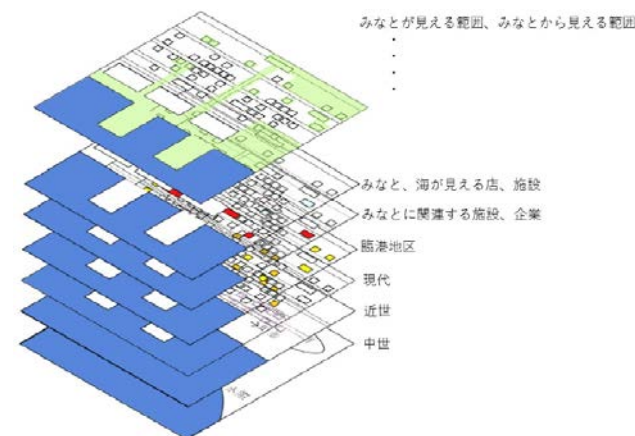 みなとが見える範囲、みなとから見える範囲
・
・
・
・
みなと、海が見える店、施設
みなとに関連する施設、企業
臨港地区
現代
近世
中世